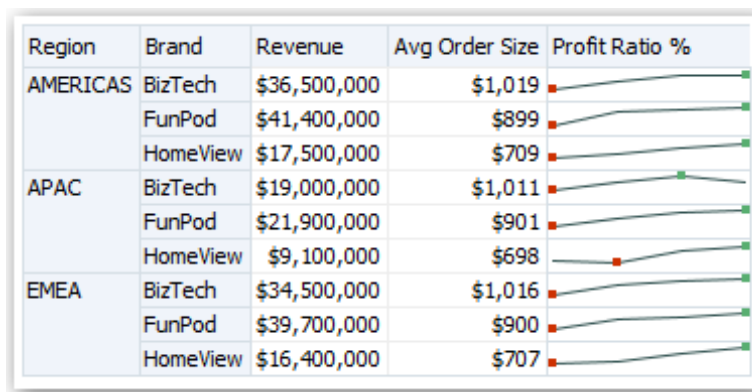 Region Brand Revenue Avg Order Size Profit Ratio %
AMERICAS BizTech $36,500,000 $1,019
FunPod $41,400,000 $899
HomeView $17,500,000 $709
APAC BizTech $19,000,000 $1,011
FunPod $21,900,000 $901
HomeView $9,100,000 $698
EMEA BizTech $34,500,000 $1,016
FunPod $39,700,000 $900
HomeView $16,400,000 $707